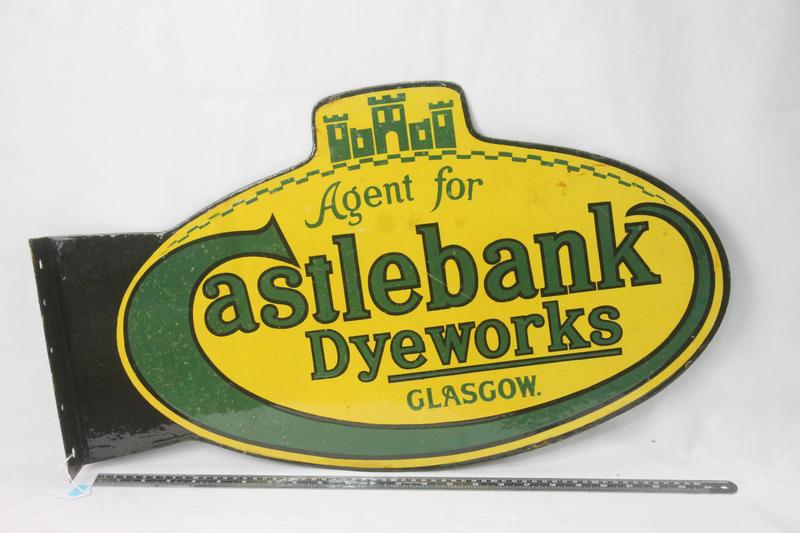 Agent for
Castlebank
Dyeworks
GLASGOW.